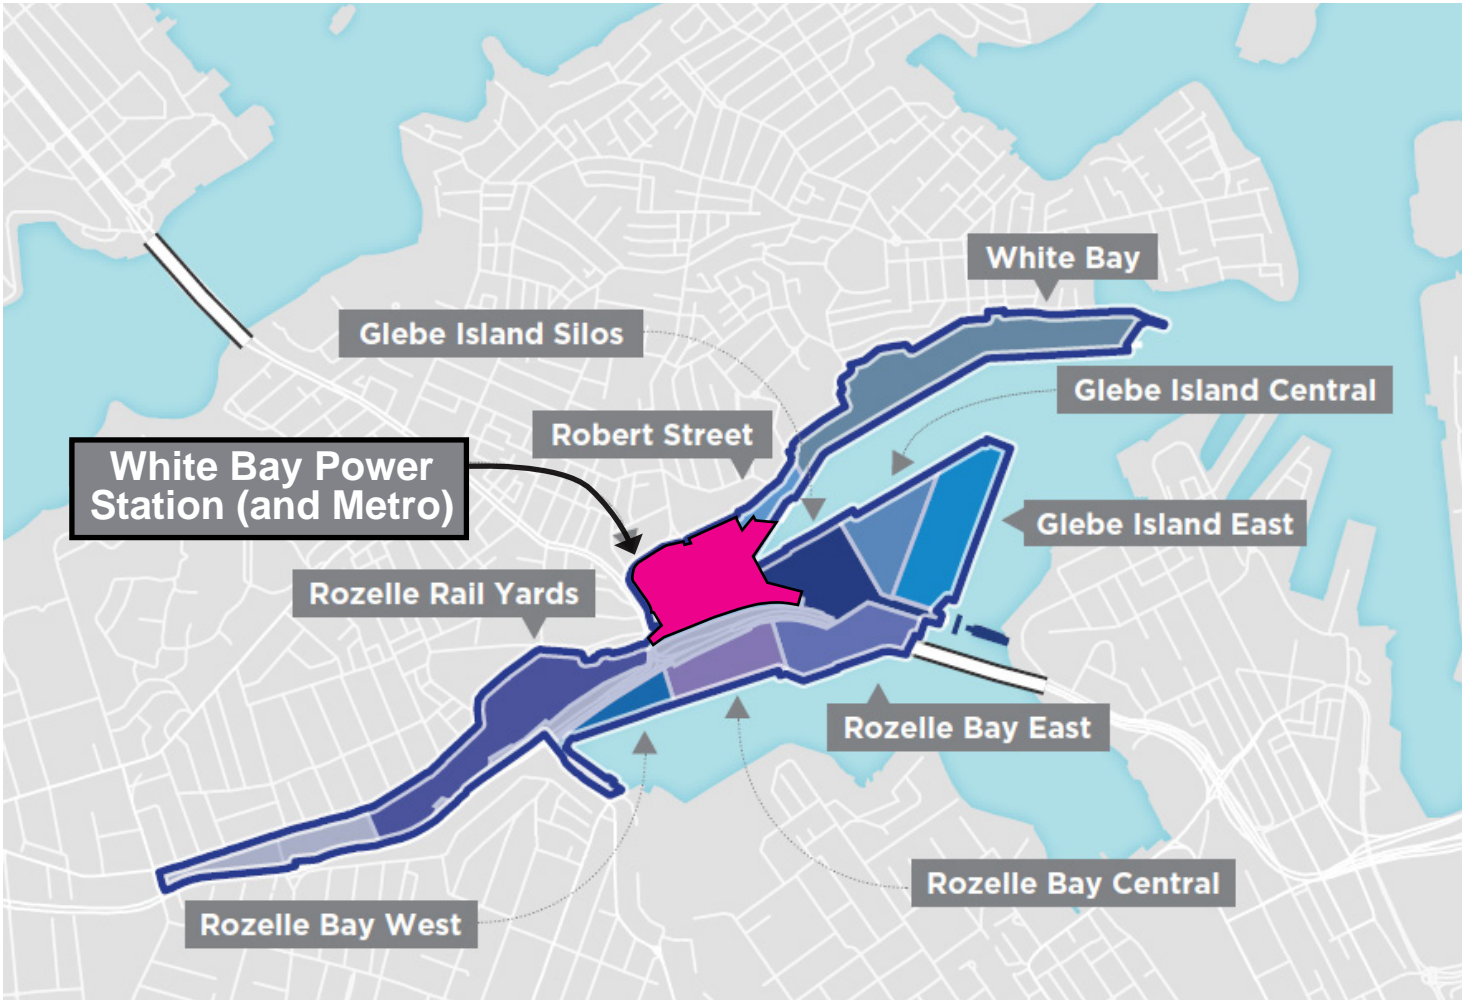 White Bay
Glebe Island Silos
Glebe Island Central
Robert Street
White Bay Power
Station (and Metro)
Glebe Island East
Rozelle Rail Yards
Rozelle Bay East
Rozelle Bay Central
Rozelle Bay West